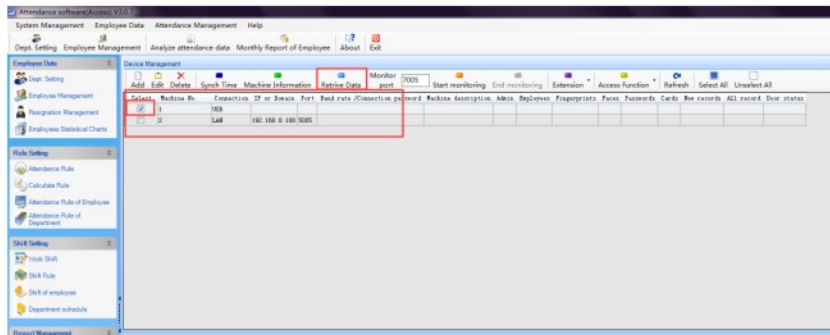 Attendance software(Access) V3.0.7
System Management Employee Data Attendance Management Help
Dept. Setting Employee Management Analyze attendance data Monthly Report of Employee About Exit
Employee Data
Dept. Setting
Employee Management
Resignation Management
Employees Statistical Charts
Rule Setting
Attendance Rule
Calculate Rule
Attendance Rule of Employee
Attendance Rule of
Department
Shift Setting
Work Shift
Shift Rule
Shift of employee
Department schedule
Report Management
Device Management
Add Edit Delete Synch Time Machine Information Retrive Data Monitor port 7005 Start monitoring End monitoring Extension Access function Refresh Select All Unselect All
Select Machine No. Connection IP or Domain Port Baud rate /Connection password Machine description Admin Employees Fingerprints Faces Passwords Cards New records ALL record Door status
1 USB
2 LAN 192.168.0.100 5005